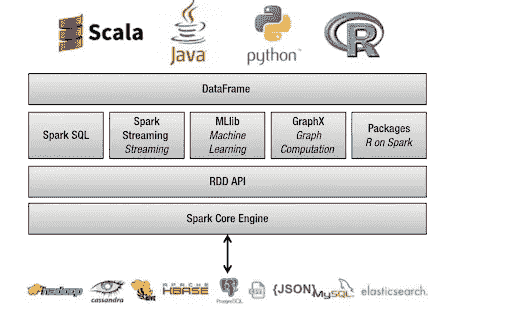 Scala
Java
python™
R
DataFrame
Spark SQL
Spark
Streaming
Streaming
MLlib
Machine
Learning
GraphX
Graph
Computation
Packages
R on Spark
RDD API
Spark Core Engine
hadoop
cassandra
APACHE
HBASE
PostgreSQL
{JSON}
MySQL
elasticsearch.